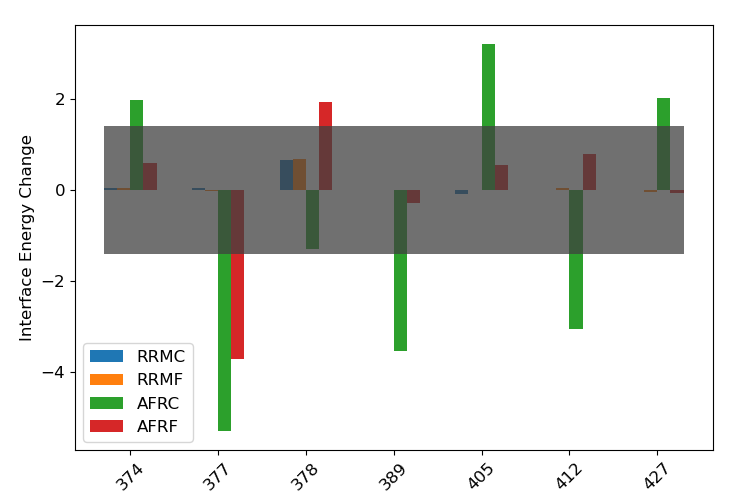 Interface Energy Change
2
0
−2
−4
RRMC
RRMF
AFRC
AFRF
374
377
378
389
405
412
427